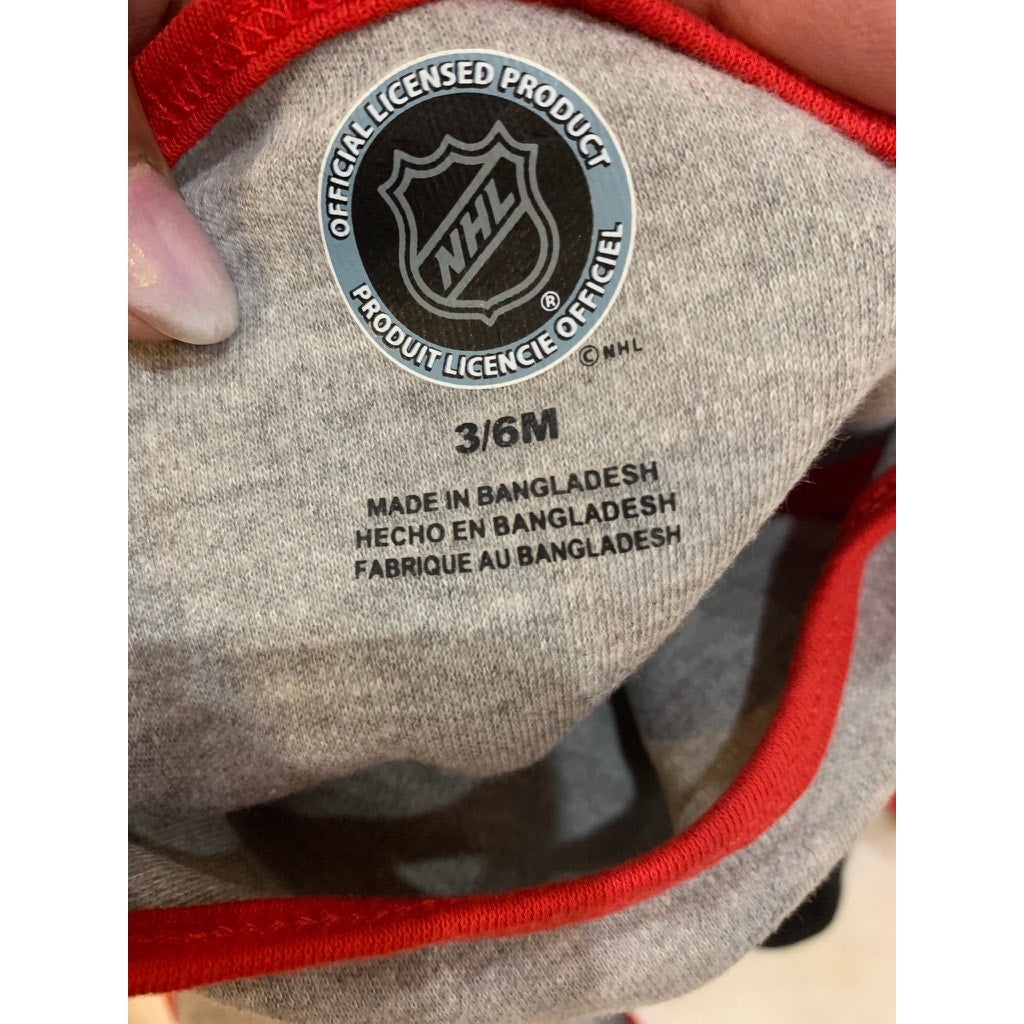 OFFICIAL LICENSED PRODUCT
NHL
®
PRODUIT LICENCIE OFFICIEL
© NHL
3/6M
MADE IN BANGLADESH
HECHO EN BANGLADESH
FABRIQUE AU BANGLADESH